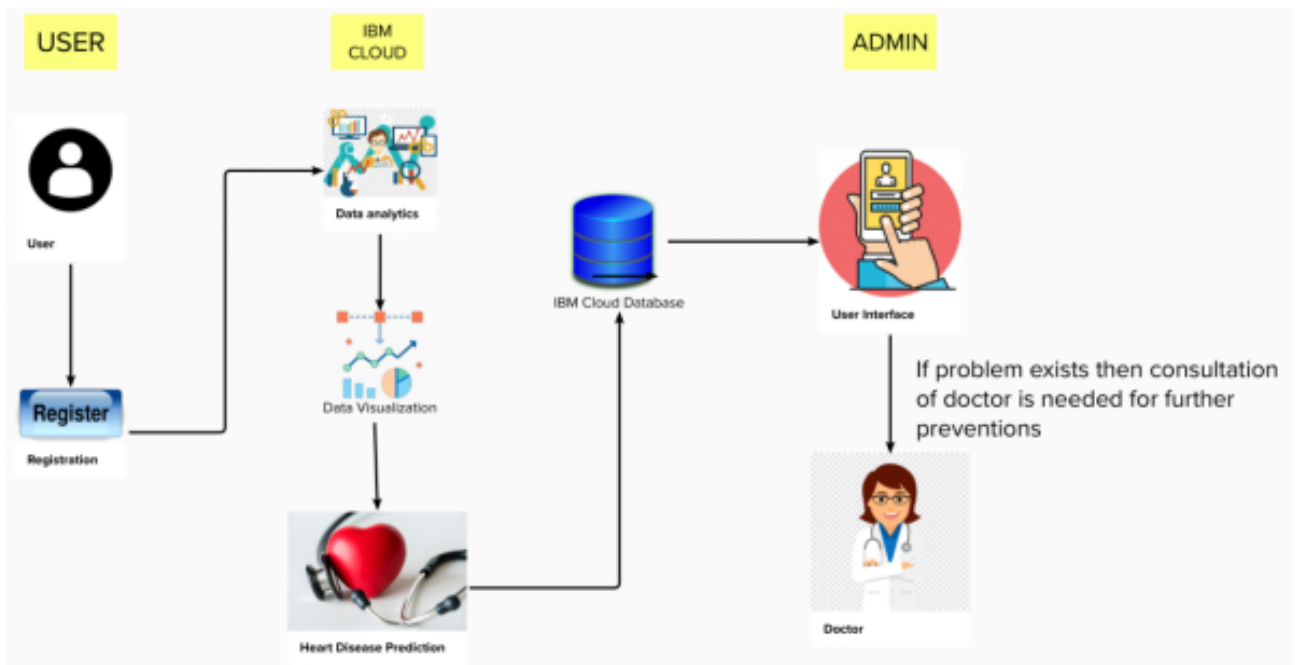 USER
IBM
CLOUD
ADMIN
User
Register
Registration
Data analytics
Data Visualization
Heart Disease Prediction
IBM Cloud Database
User Interface
If problem exists then consultation
of doctor is needed for further
preventions
Doctor